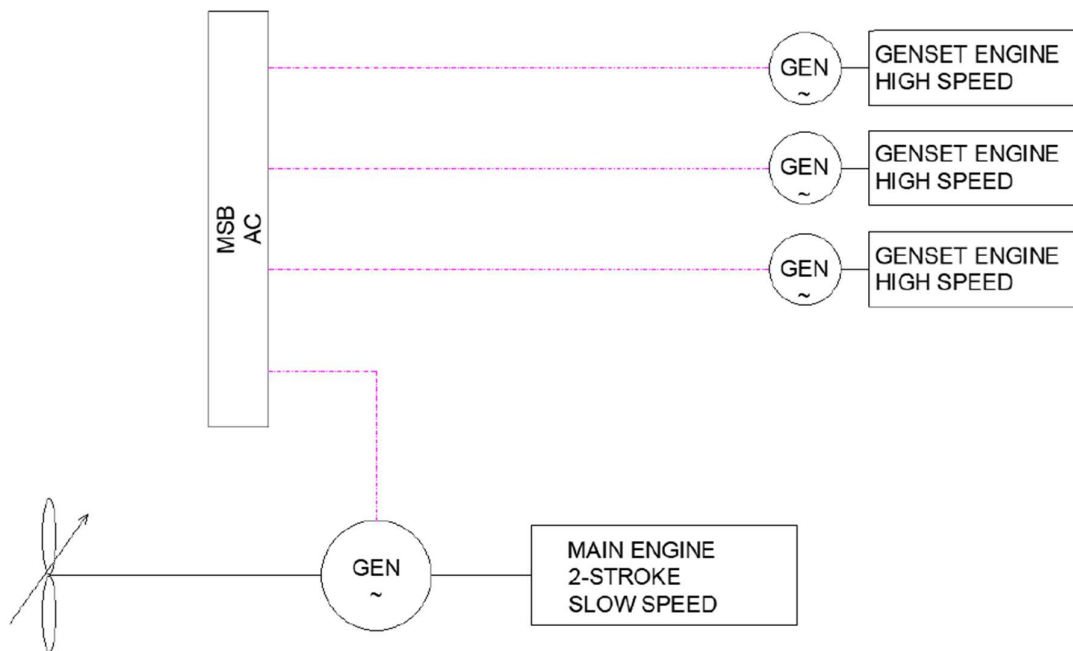 GEN
~
GENSET ENGINE
HIGH SPEED
GEN
~
GENSET ENGINE
HIGH SPEED
MSB
AC
GEN
~
GENSET ENGINE
HIGH SPEED
GEN
~
MAIN ENGINE
2-STROKE
SLOW SPEED